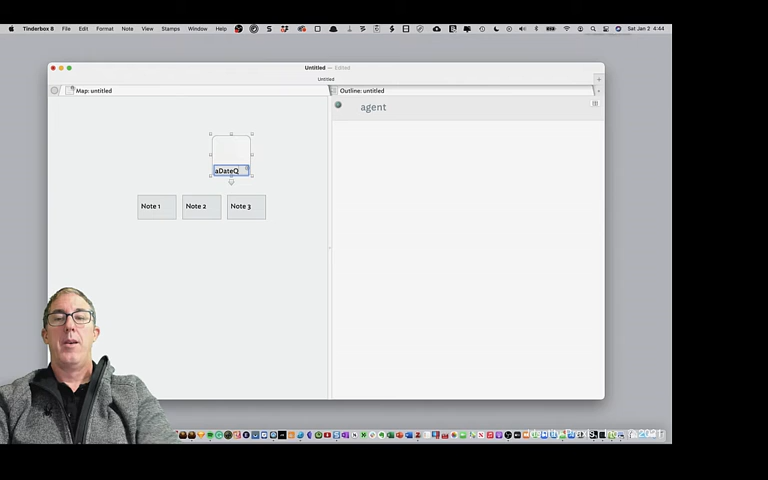 Tinderbox 8 File Edit Format Note View Stamps Window Help Sat Jan 2 4:44
Untitled — Edited
Untitled
Map: untitled
Outline: untitled
agent
aDateQ
Note 1
Note 2
Note 3